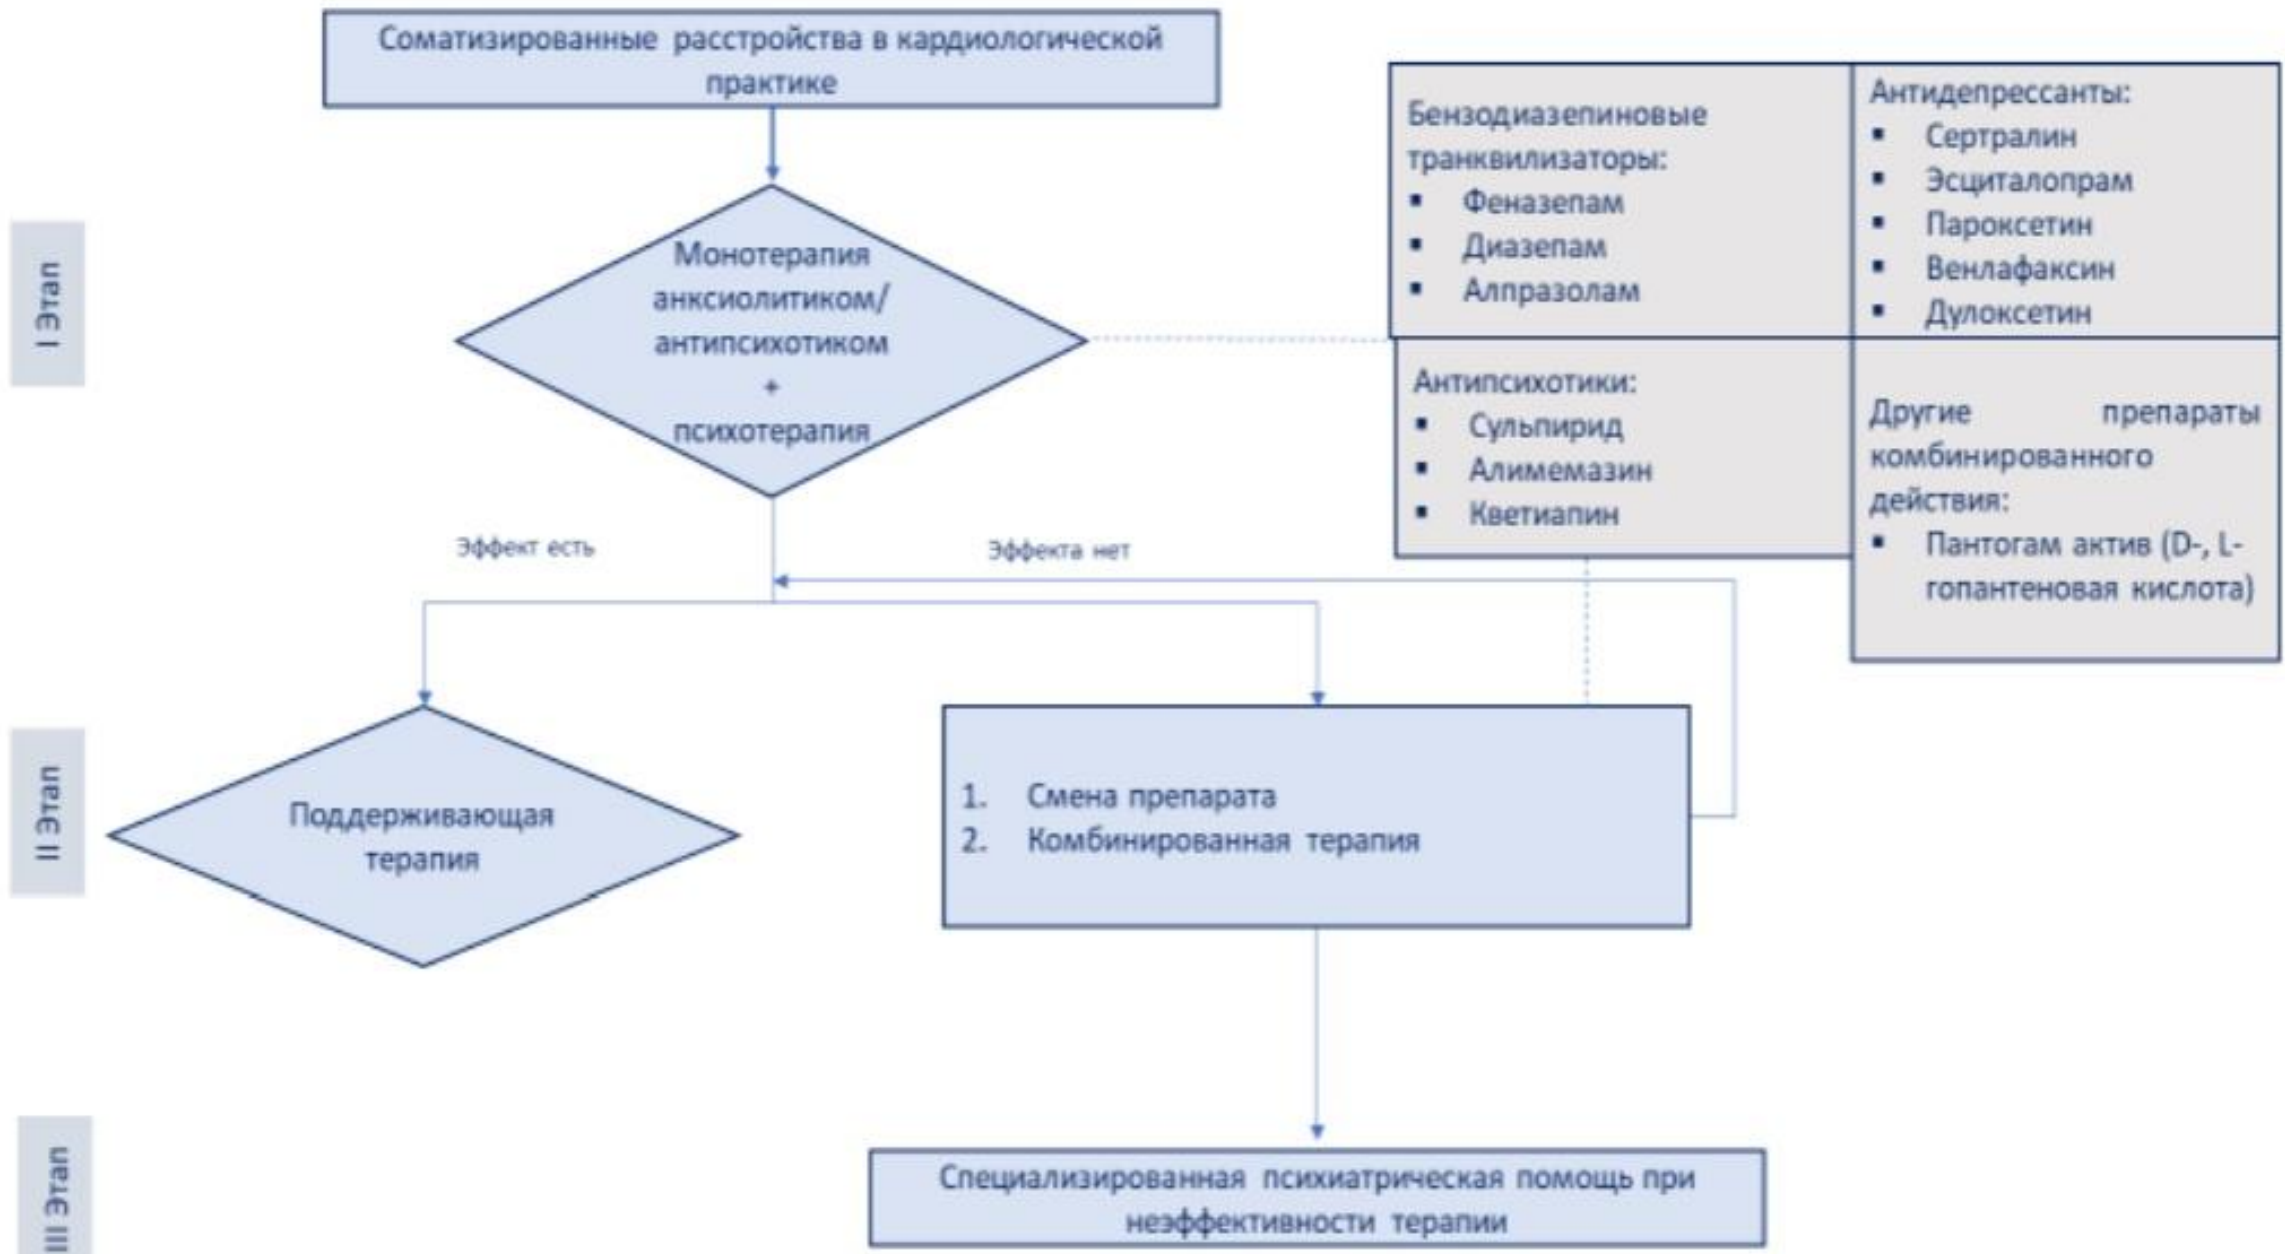 Соматизированные расстройства в кардиологической
практике
I Этап
Монотерапия
анксиолитиком/
антипсихотиком
+
психотерапия
Бензодиазепиновые
транквилизаторы:
▪ Феназепам
▪ Диазепам
▪ Алпразолам
Антидепрессанты:
▪ Сертралин
▪ Эсциталопрам
▪ Пароксетин
▪ Венлафаксин
▪ Дулоксетин
Антипсихотики:
▪ Сульпирид
▪ Алимемазин
▪ Кветиапин
Другие препараты
комбинированного
действия:
▪ Пантогам актив (D-, L-
гопантеновая кислота)
Эффект есть
Эффекта нет
II Этап
Поддерживающая
терапия
1. Смена препарата
2. Комбинированная терапия
III Этап
Специализированная психиатрическая помощь при
неэффективности терапии